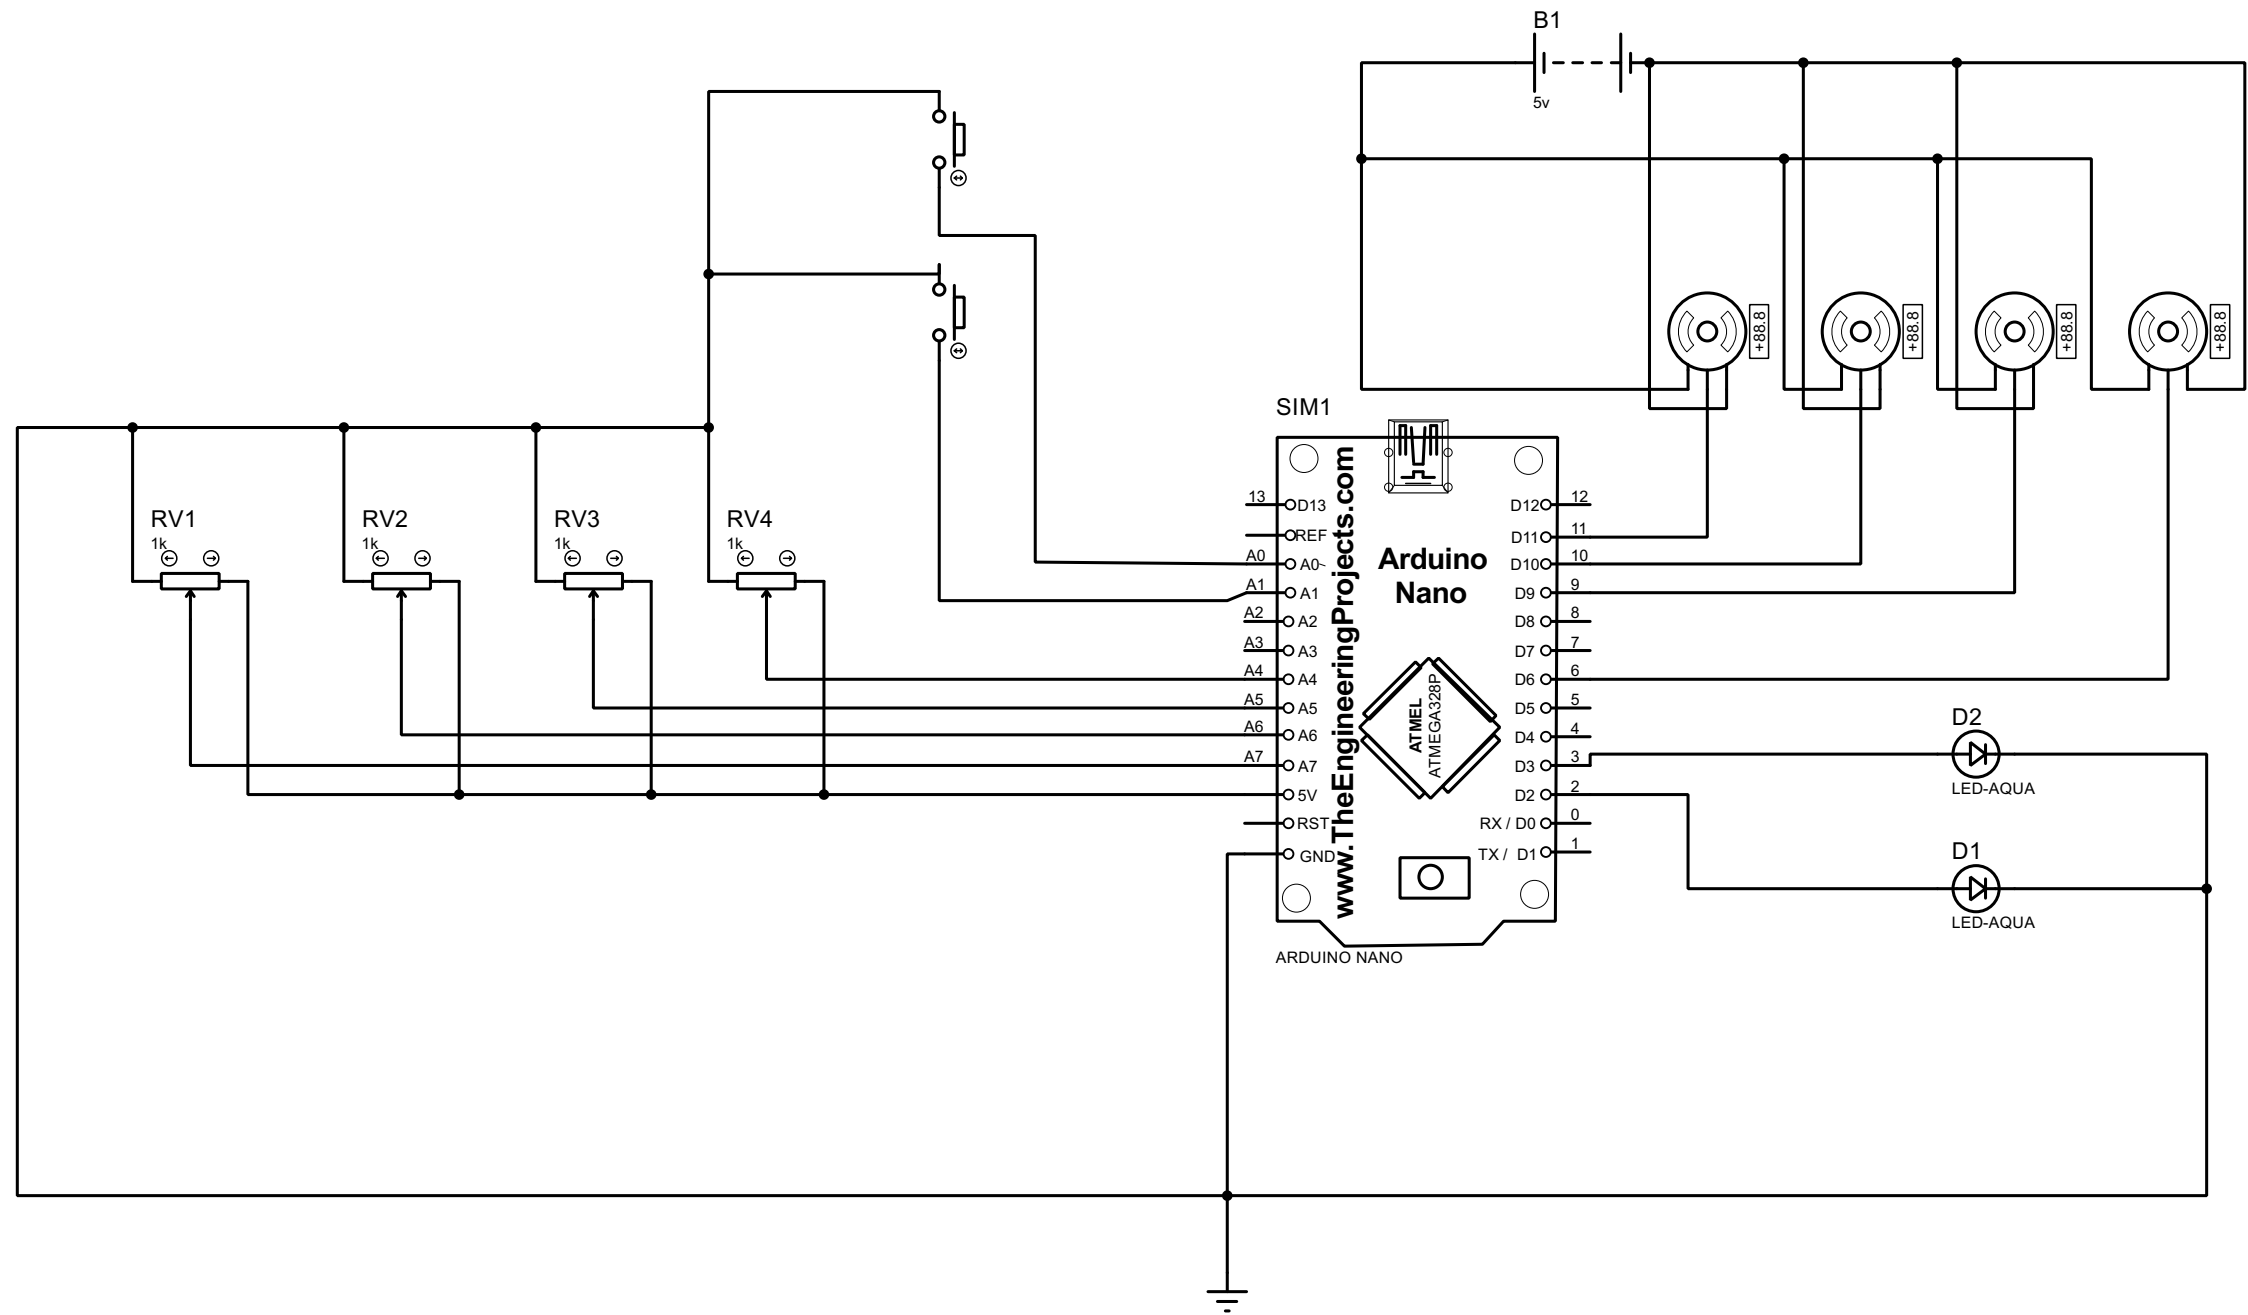 B1
5v
+88.8
+88.8
+88.8
+88.8
SIM1
RV1
1k
RV2
1k
RV3
1k
RV4
1k
www.TheEngineeringProjects.com
Arduino
Nano
ATMEL
ATMEGA328P
13 D13
REF
A0 A0~
A1 A1
A2 A2
A3 A3
A4 A4
A5 A5
A6 A6
A7 A7
5V
RST
GND
D12 12
D11 11
D10 10
D9 9
D8 8
D7 7
D6 6
D5 5
D4 4
D3 3
D2 2
RX / D0 0
TX / D1 1
ARDUINO NANO
D2
LED-AQUA
D1
LED-AQUA